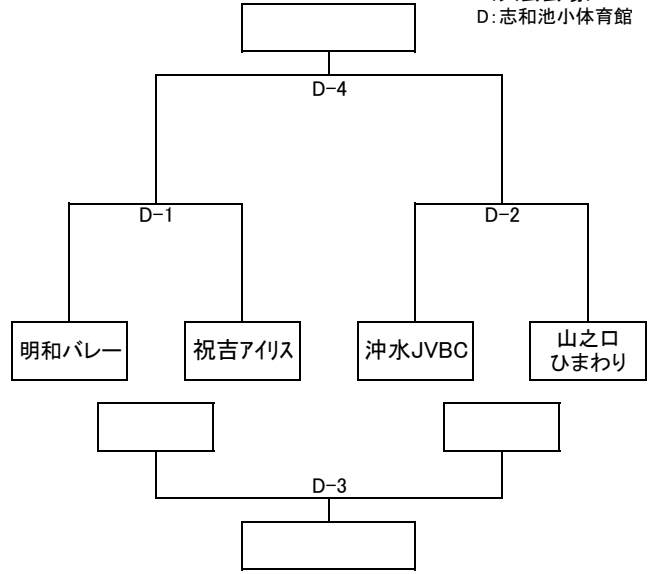 D:志和池小体育館
D-4
D-1
D-2
明和バレー
祝吉アイリス
沖水JVBC
山之口
ひまわり
D-3